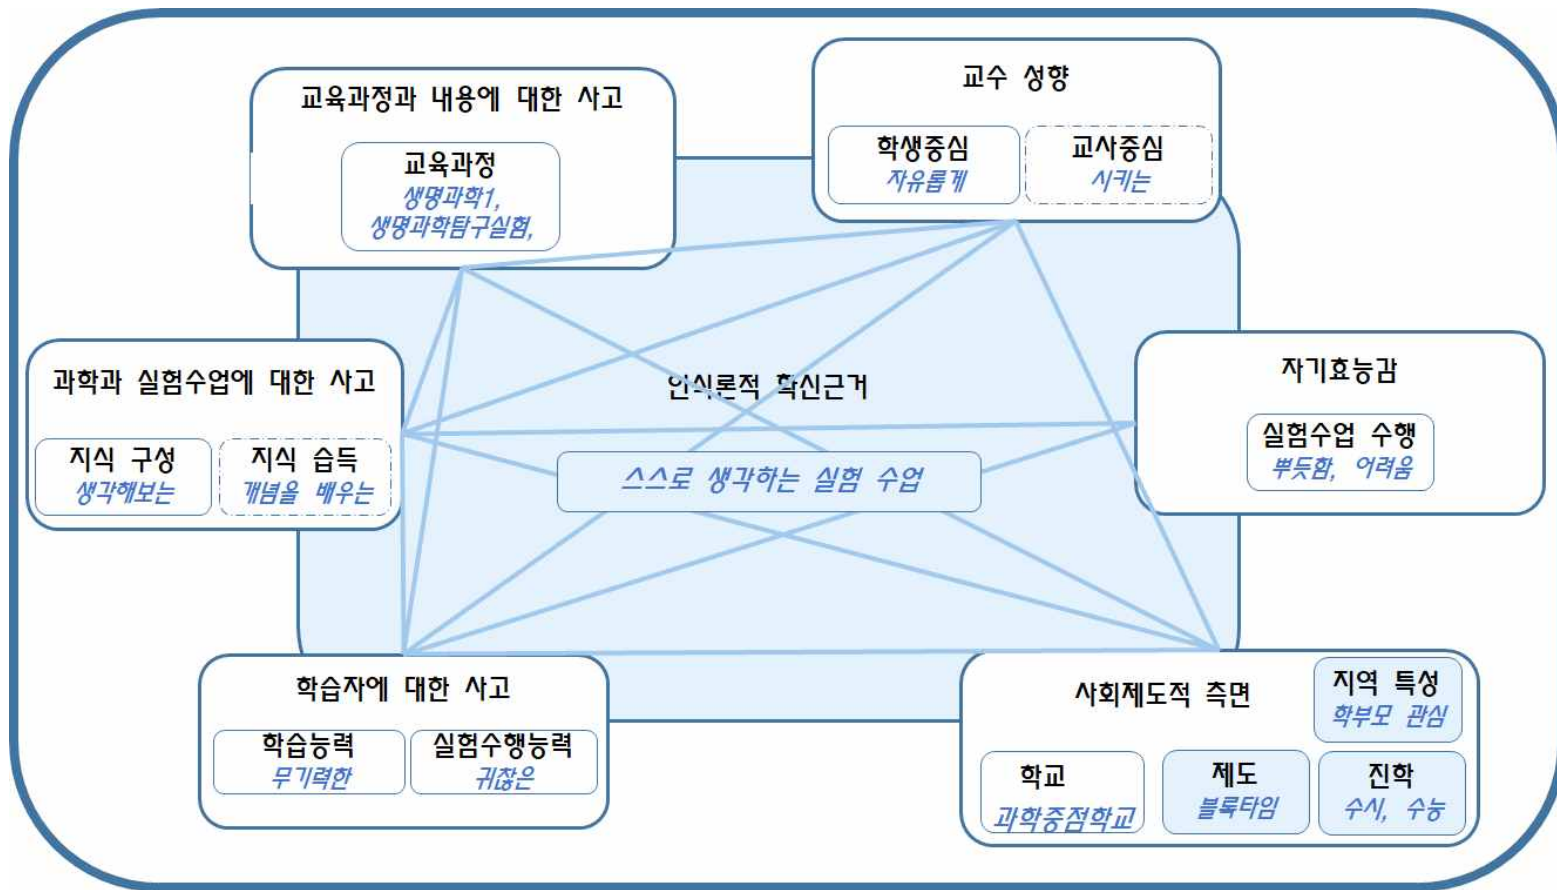 교육과정과 내용에 대한 사고
교육과정
생명과학1,
생명과학탐구실험,
교수 성향
학생중심
자유롭게
교사중심
시키는
과학과 실험수업에 대한 사고
지식 구성
생각해보는
지식 습득
개념을 배우는
인식론적 확신근거
스스로 생각하는 실험 수업
자기효능감
실험수업 수행
뿌듯함, 어려움
학습자에 대한 사고
학습능력
무기력한
실험수행능력
귀찮은
사회제도적 측면
지역 특성
학부모 관심
학교
과학중점학교
제도
블록타임
진학
수시, 수능